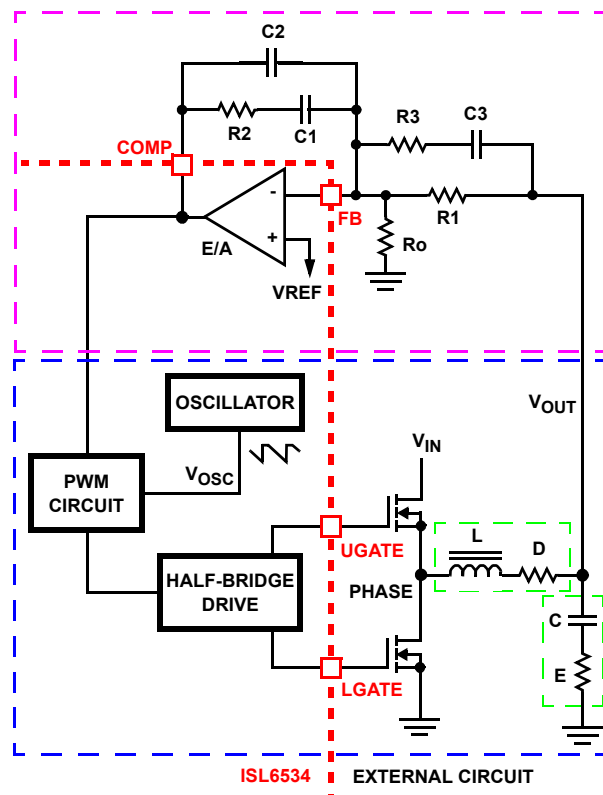 C2
R2
C1
R3
C3
COMP
-
+
E/A
FB
R1
Ro
VREF
OSCILLATOR
VOSC
PWM
CIRCUIT
VOUT
VIN
UGATE
L
D
HALF-BRIDGE
DRIVE
PHASE
C
E
LGATE
ISL6534
EXTERNAL CIRCUIT